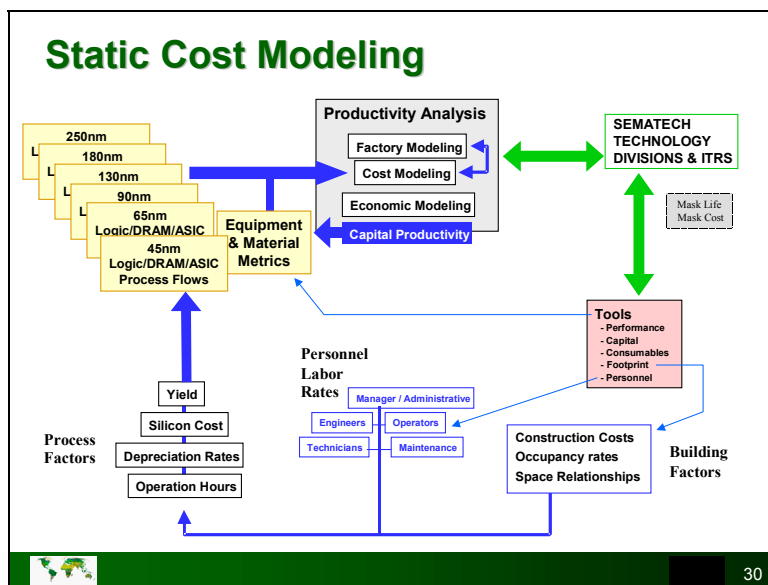 Static Cost Modeling
250nm
L
180nm
L
130nm
L
90nm
L
65nm
Logic/DRAM/ASIC
45nm
Logic/DRAM/ASIC
Process Flows
Equipment
& Material
Metrics
Productivity Analysis
Factory Modeling
Cost Modeling
Economic Modeling
Capital Productivity
SEMATECH
TECHNOLOGY
DIVISIONS & ITRS
Mask Life
Mask Cost
Tools
- Performance
- Capital
- Consumables
- Footprint
- Personnel
Personnel
Labor
Rates
Manager / Administrative
Engineers
Operators
Technicians
Maintenance
Process
Factors
Yield
Silicon Cost
Depreciation Rates
Operation Hours
Construction Costs
Occupancy rates
Space Relationships
Building
Factors
30